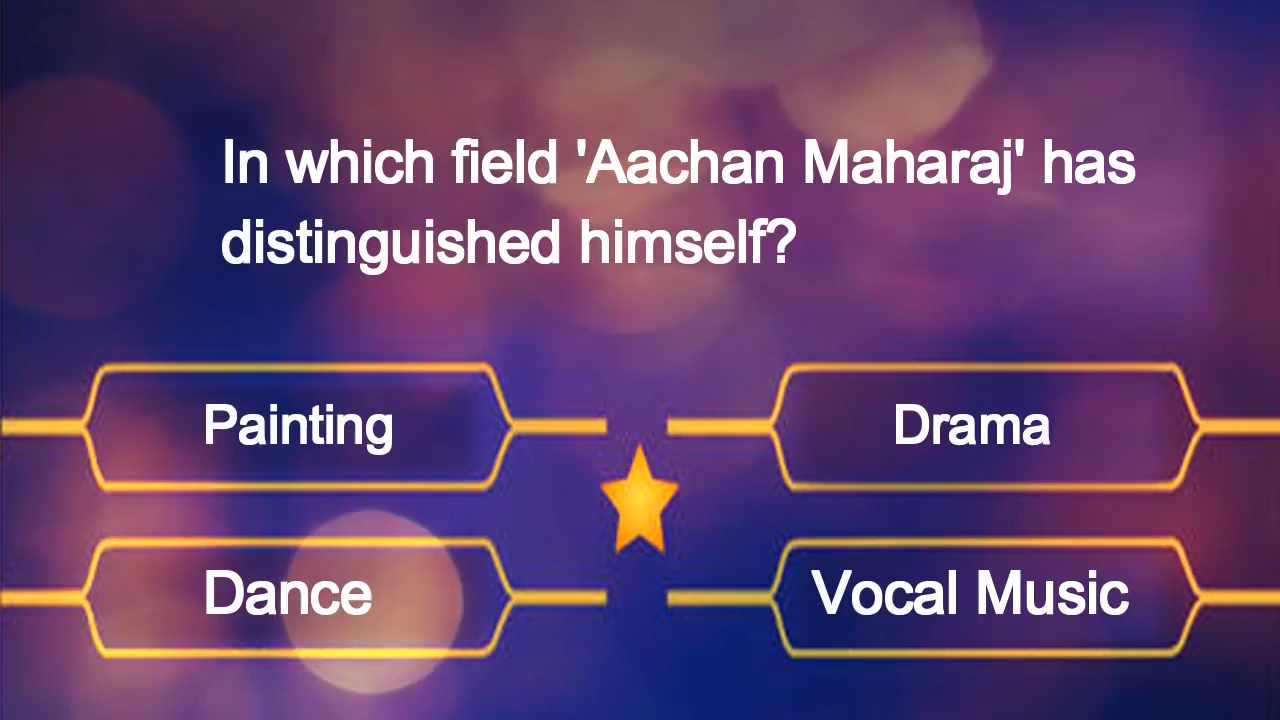 In which field 'Aachan Maharaj' has
distinguished himself?
Painting
Drama
Dance
Vocal Music